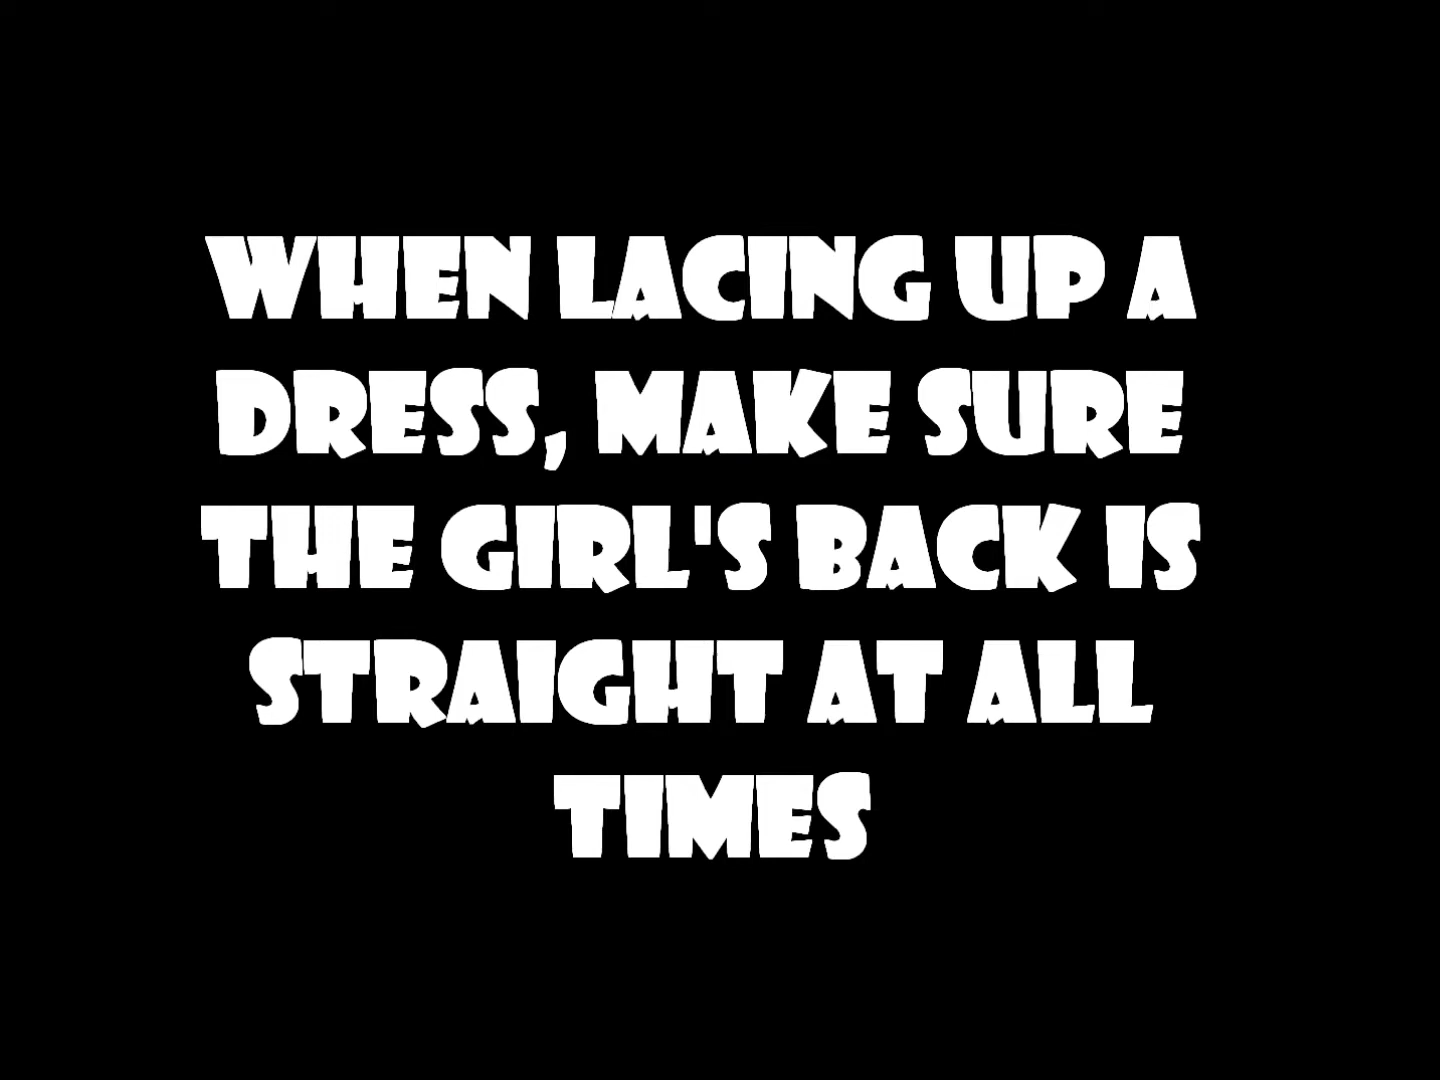 WHEN LACING UP A
DRESS, MAKE SURE
THE GIRL'S BACK IS
STRAIGHT AT ALL
TIMES